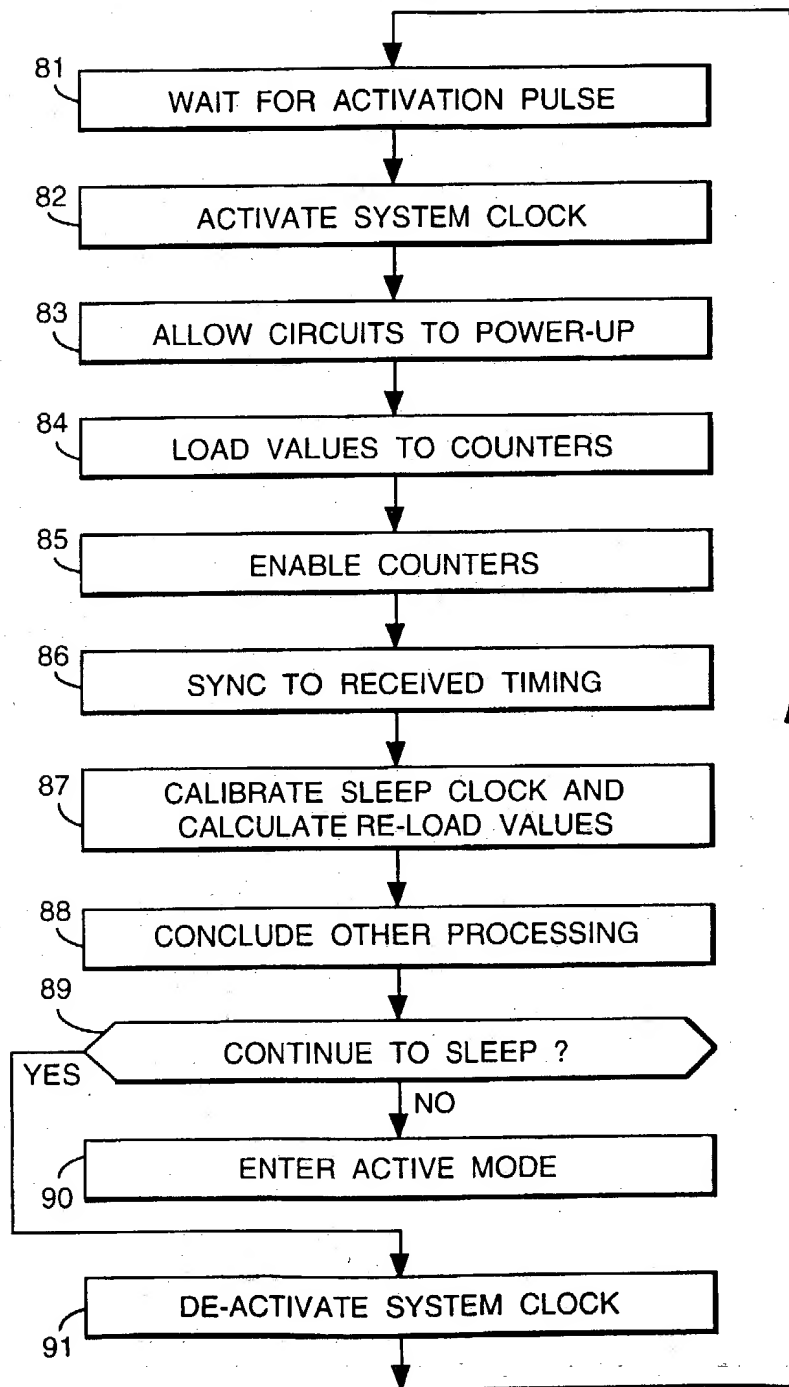 81
WAIT FOR ACTIVATION PULSE
82
ACTIVATE SYSTEM CLOCK
83
ALLOW CIRCUITS TO POWER-UP
84
LOAD VALUES TO COUNTERS
85
ENABLE COUNTERS
86
SYNC TO RECEIVED TIMING
87
CALIBRATE SLEEP CLOCK AND
CALCULATE RE-LOAD VALUES
88
CONCLUDE OTHER PROCESSING
89
CONTINUE TO SLEEP ?
YES
NO
ENTER ACTIVE MODE
90
DE-ACTIVATE SYSTEM CLOCK
91